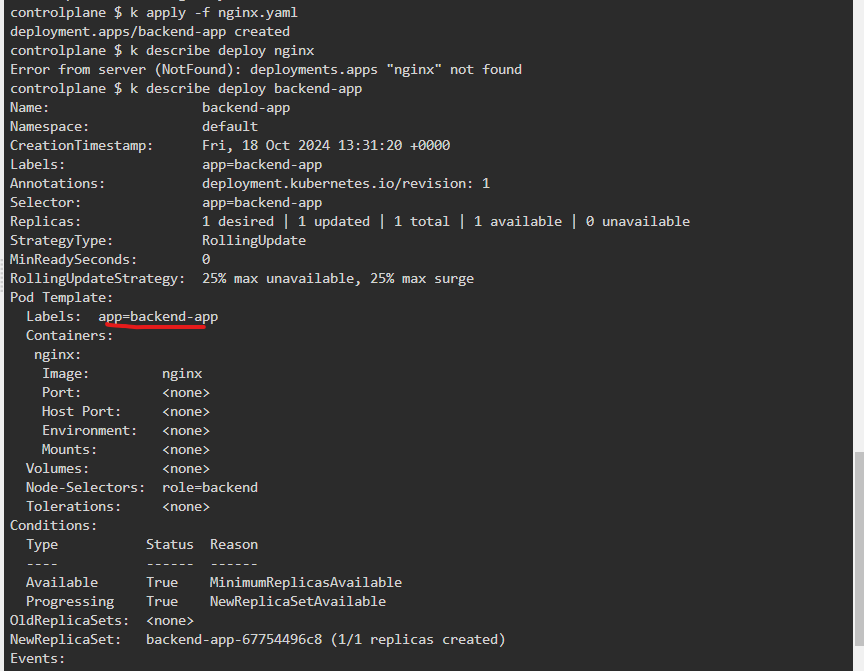 controlplane $ k apply -f nginx.yaml
deployment.apps/backend-app created
controlplane $ k describe deploy nginx
Error from server (NotFound): deployments.apps "nginx" not found
controlplane $ k describe deploy backend-app
Name:                   backend-app
Namespace:              default
CreationTimestamp:      Fri, 18 Oct 2024 13:31:20 +0000
Labels:                 app=backend-app
Annotations:            deployment.kubernetes.io/revision: 1
Selector:               app=backend-app
Replicas:               1 desired | 1 updated | 1 total | 1 available | 0 unavailable
StrategyType:           RollingUpdate
MinReadySeconds:        0
RollingUpdateStrategy:  25% max unavailable, 25% max surge
Pod Template:
  Labels:  app=backend-app
  Containers:
   nginx:
    Image:         nginx
    Port:          <none>
    Host Port:     <none>
    Environment:   <none>
    Mounts:        <none>
  Volumes:         <none>
  Node-Selectors:  role=backend
  Tolerations:     <none>
Conditions:
  Type           Status  Reason
  ----           ------  ------
  Available      True    MinimumReplicasAvailable
  Progressing    True    NewReplicaSetAvailable
OldReplicaSets:  <none>
NewReplicaSet:   backend-app-67754496c8 (1/1 replicas created)
Events: